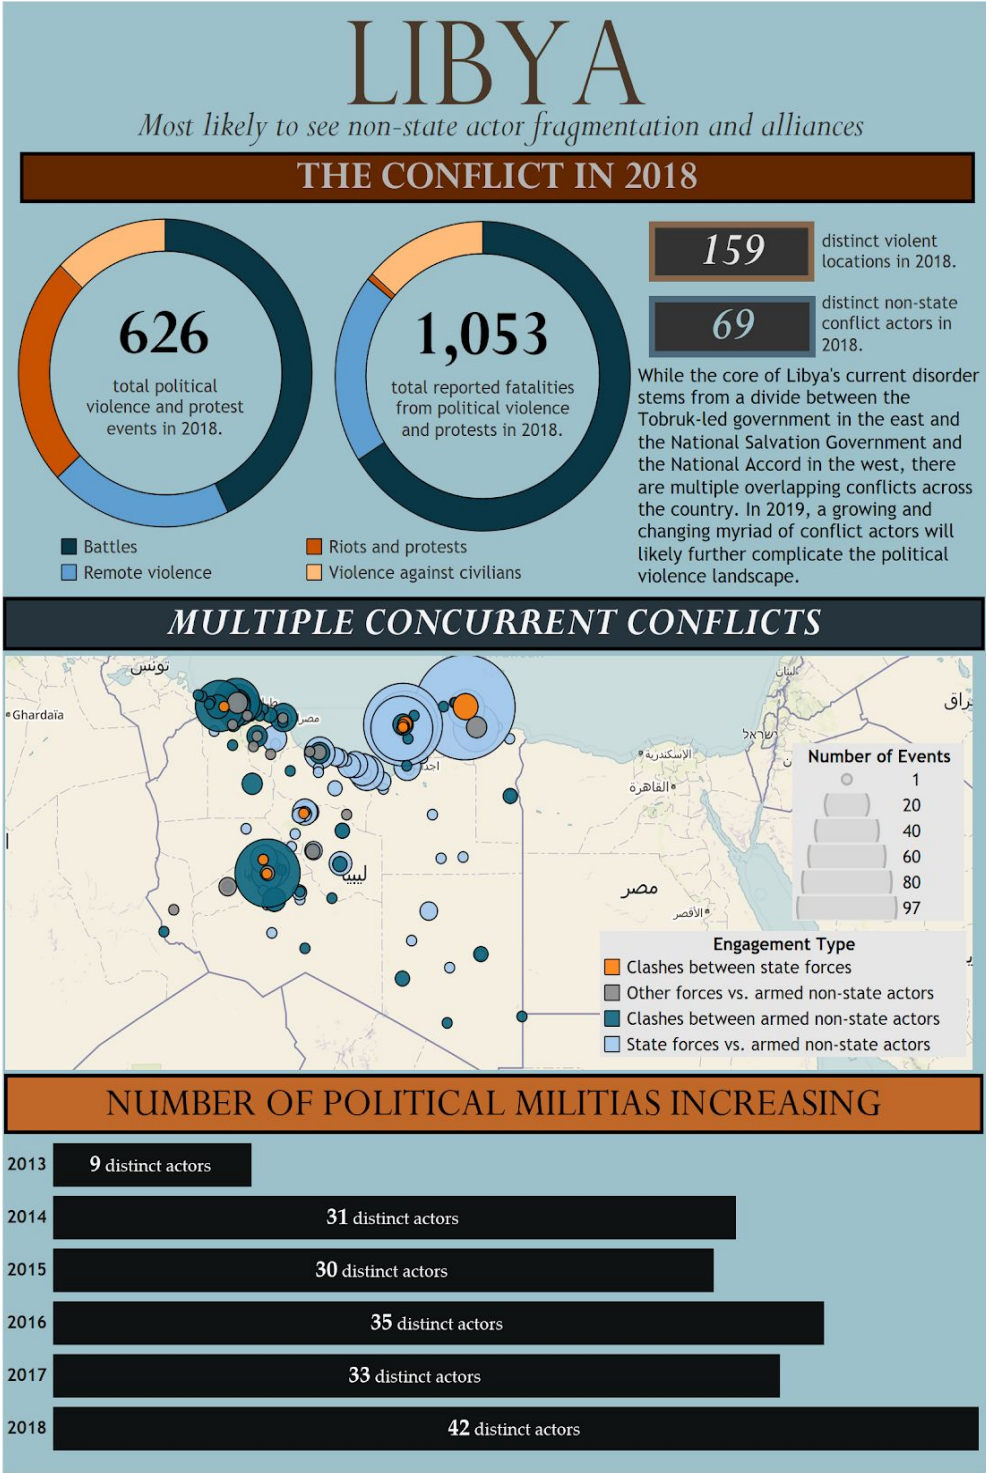 LIBYA
Most likely to see non-state actor fragmentation and alliances
THE CONFLICT IN 2018
626
total political
violence and protest
events in 2018.
1,053
total reported fatalities
from political violence
and protests in 2018.
159
distinct violent
locations in 2018.
69
distinct non-state
conflict actors in
2018.
While the core of Libya's current disorder
stems from a divide between the
Tobruk-led government in the east and
the National Salvation Government and
the National Accord in the west, there
are multiple overlapping conflicts across
the country. In 2019, a growing and
changing myriad of conflict actors will
likely further complicate the political
violence landscape.
Battles
Riots and protests
Remote violence
Violence against civilians
MULTIPLE CONCURRENT CONFLICTS
تونس
لبنان
Ghardaïa
الإسكندرية
القاهرة
ليبيا
مصر
الأقصر
Number of Events
1
20
40
60
80
97
Engagement Type
Clashes between state forces
Other forces vs. armed non-state actors
Clashes between armed non-state actors
State forces vs. armed non-state actors
NUMBER OF POLITICAL MILITIAS INCREASING
2013 9 distinct actors
2014 31 distinct actors
2015 30 distinct actors
2016 35 distinct actors
2017 33 distinct actors
2018 42 distinct actors